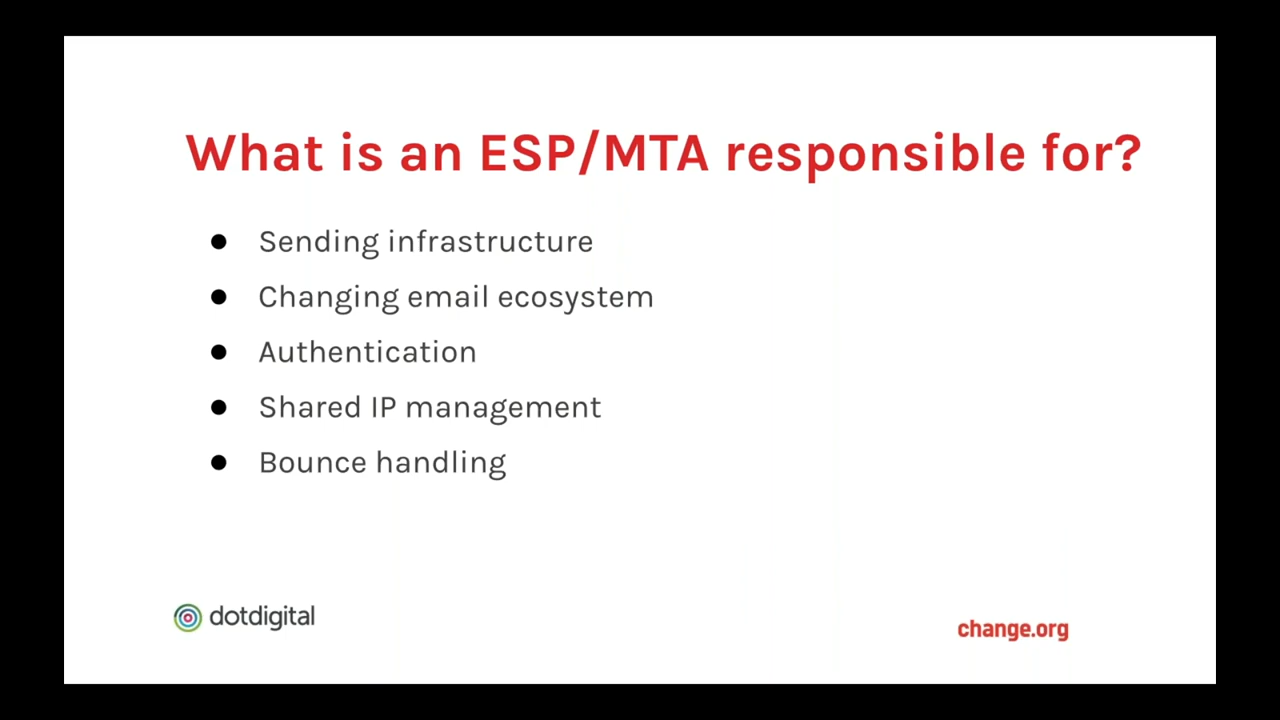 What is an ESP/MTA responsible for?
● Sending infrastructure
● Changing email ecosystem
● Authentication
● Shared IP management
● Bounce handling
dotdigital
change.org